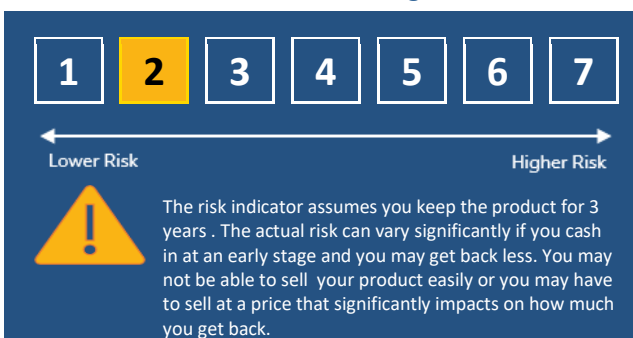 1 2 3 4 5 6 7
Lower Risk Higher Risk
The risk indicator assumes you keep the product for 3
years . The actual risk can vary significantly if you cash
in at an early stage and you may get back less. You may
not be able to sell your product easily or you may have
to sell at a price that significantly impacts on how much
you get back.